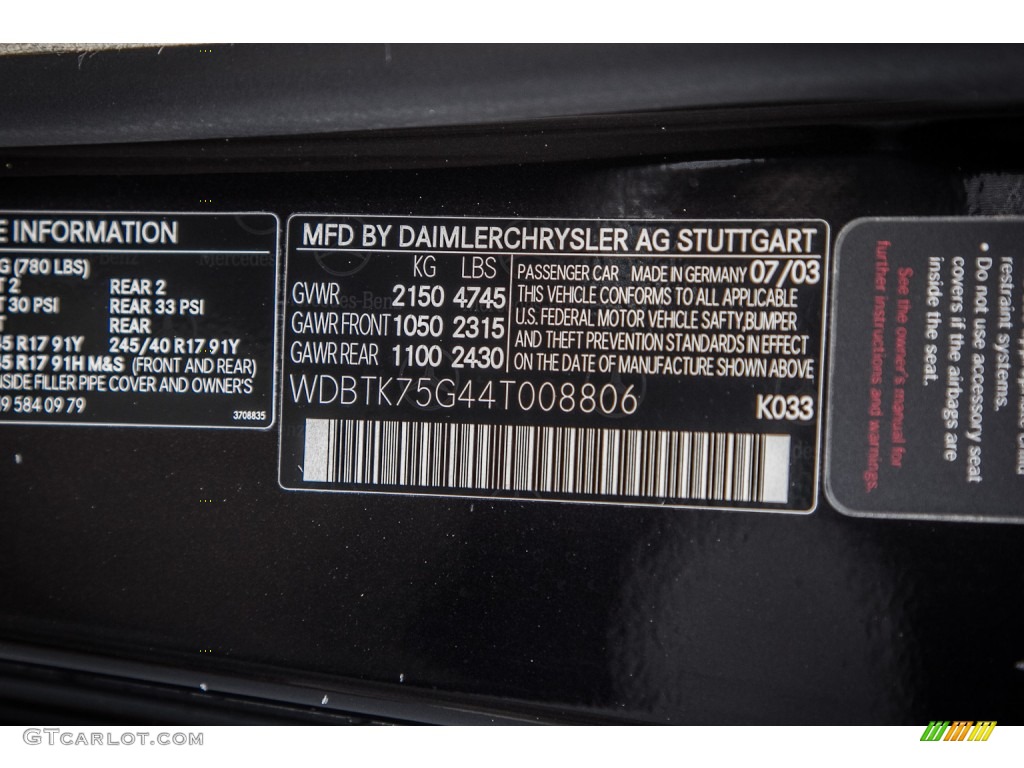 E INFORMATION
G (780 LBS)
T 2 REAR 2
T 30 PSI REAR 33 PSI
T REAR
5 R17 91Y 245/40 R17 91Y
5 R17 91H M&S (FRONT AND REAR)
NSIDE FILLER PIPE COVER AND OWNER'S
9 584 09 79
3708835
MFD BY DAIMLERCHRYSLER AG STUTTGART
KG LBS
GVWR 2150 4745
GAWR FRONT 1050 2315
GAWR REAR 1100 2430
PASSENGER CAR MADE IN GERMANY 07/03
THIS VEHICLE CONFORMS TO ALL APPLICABLE
U.S. FEDERAL MOTOR VEHICLE SAFTY,BUMPER
AND THEFT PREVENTION STANDARDS IN EFFECT
ON THE DATE OF MANUFACTURE SHOWN ABOVE
WDBTK75G44T008806
K033
restraint systems.
• Do not use accessory seat
covers if the airbags are
inside the seat.
See the owner's manual for
further instructions and warnings.
GTCarlot.com